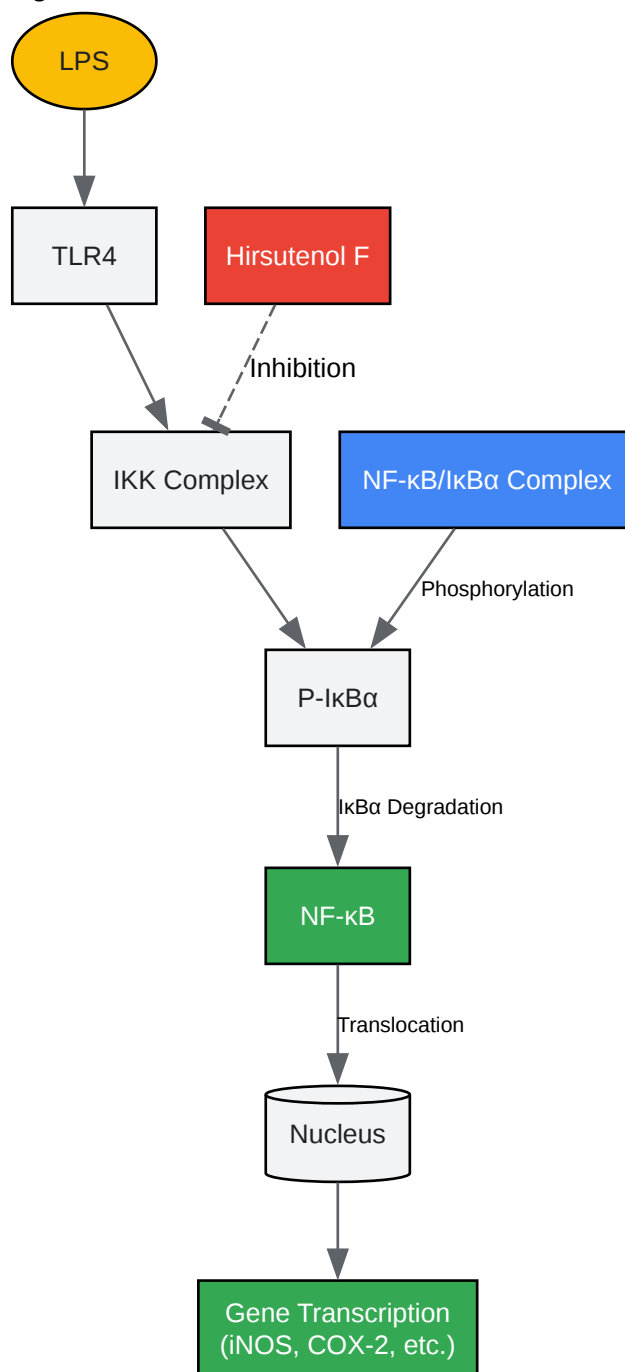 LPS
TLR4
Hirsutenol F
Inhibition
IKK Complex
NF-κB/IκBα Complex
Phosphorylation
P-IκBα
IκBα Degradation
NF-κB
Translocation
Nucleus
Gene Transcription
(iNOS, COX-2, etc.)